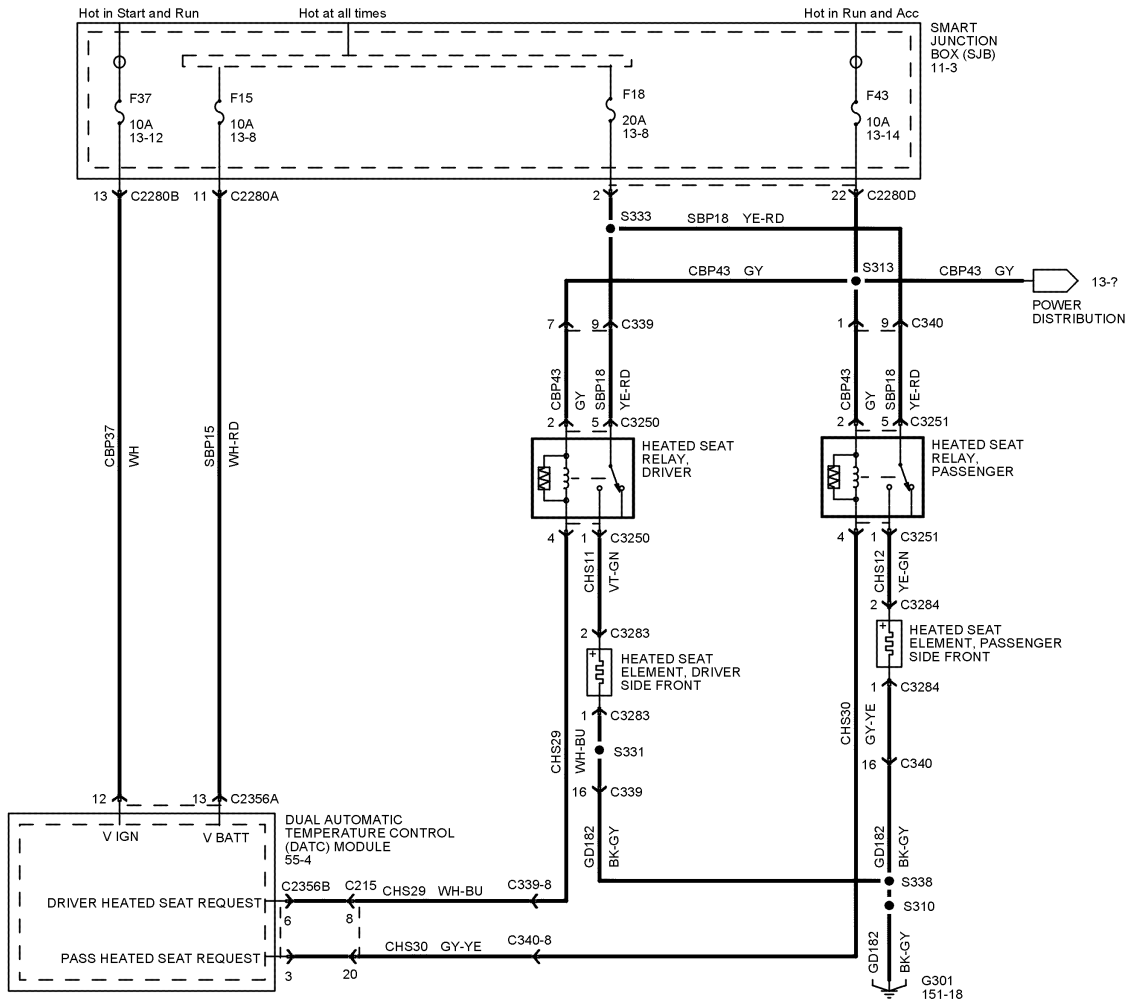 Hot in Start and Run
Hot at all times
Hot in Run and Acc
SMART
JUNCTION
BOX (SJB)
11-3
F37
10A
13-12
F15
10A
13-8
F18
20A
13-8
F43
10A
13-14
13 C2280B
11 C2280A
2
22 C2280D
S333
SBP18 YE-RD
S313
CBP43 GY
CBP43 GY
13-?
POWER
DISTRIBUTION
7
9 C339
1
9 C340
CBP43
GY
SBP18
YE-RD
CBP43
GY
SBP18
YE-RD
CBP37
WH
SBP15
WH-RD
2
5 C3250
2
5 C3251
HEATED SEAT
RELAY,
DRIVER
HEATED SEAT
RELAY,
PASSENGER
4
1 C3250
4
1 C3251
CHS11
VT-GN
CHS12
YE-GN
2 C3283
2 C3284
+
HEATED SEAT
ELEMENT, DRIVER
SIDE FRONT
+
HEATED SEAT
ELEMENT, PASSENGER
SIDE FRONT
1 C3283
1 C3284
CHS29
WH-BU
S331
CHS30
GY-YE
16 C339
16 C340
GD182
BK-GY
GD182
BK-GY
12
13 C2356A
V IGN
V BATT
DUAL AUTOMATIC
TEMPERATURE CONTROL
(DATC) MODULE
55-4
DRIVER HEATED SEAT REQUEST
C2356B
6
C215
8
CHS29 WH-BU
C339-8
S338
S310
PASS HEATED SEAT REQUEST
3
20
CHS30 GY-YE
C340-8
GD182
BK-GY
G301
151-18